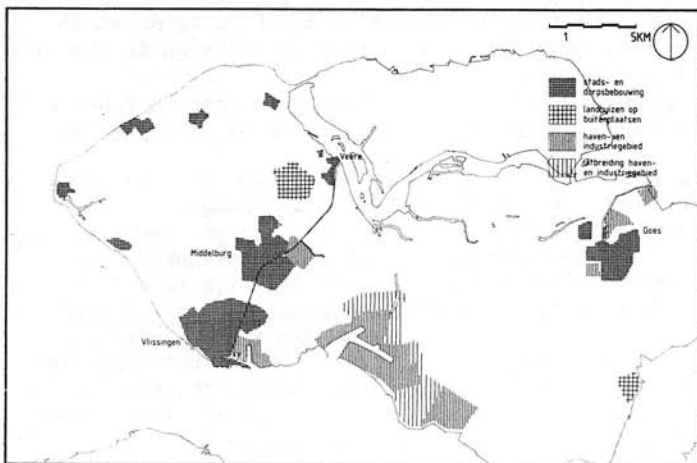 1 5KM
stads- en
dorpsbebouwing
landhuizen op
buitenplaatsen
haven- en
industriegebied
uitbreiding haven-
en industriegebied
Veere
Goes
Middelburg
Vlissingen